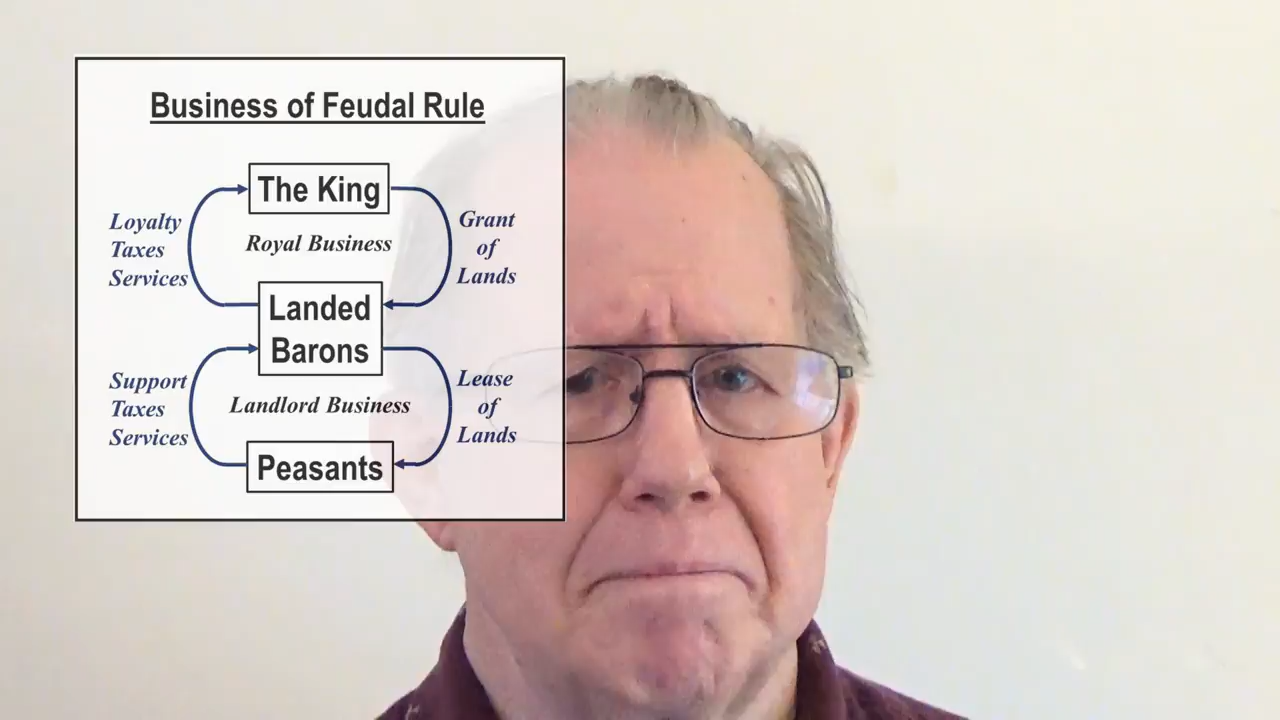 Business of Feudal Rule
The King
Loyalty
Taxes
Services
Royal Business
Grant
of
Lands
Landed
Barons
Support
Taxes
Services
Landlord Business
Lease
of
Lands
Peasants